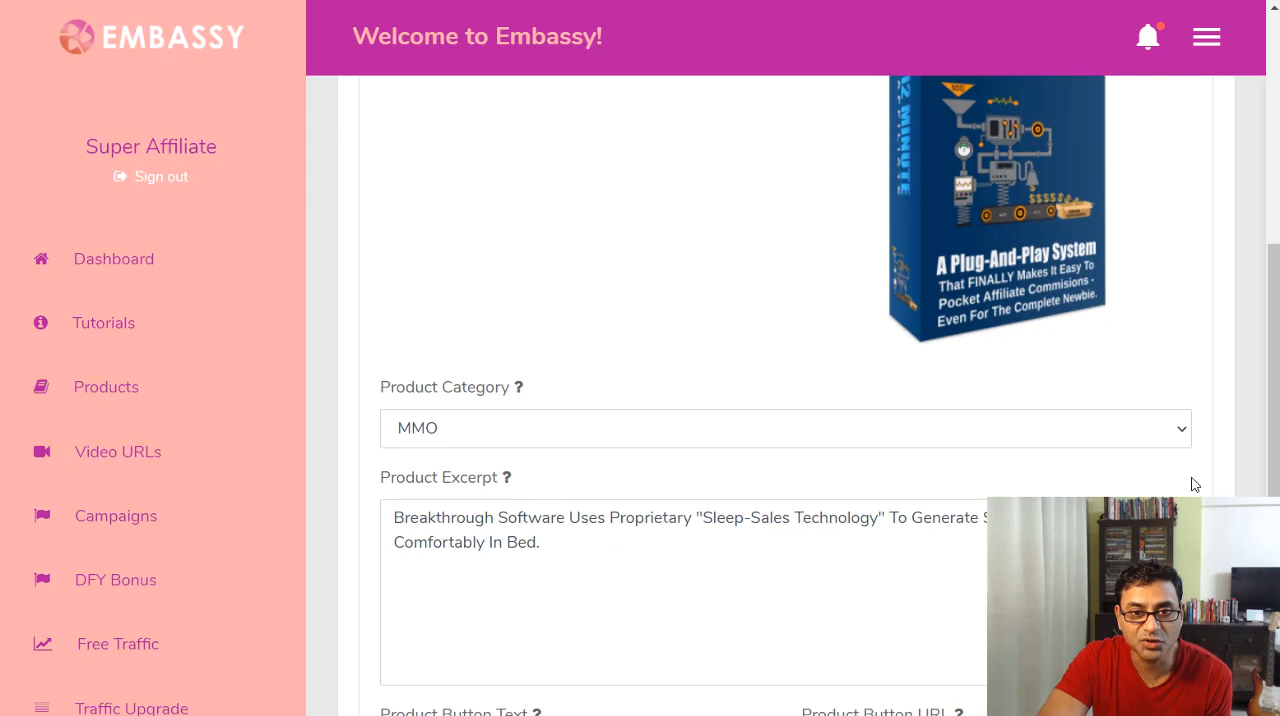 EMBASSY
Welcome to Embassy!
Super Affiliate
Sign out
Dashboard
Tutorials
Products
Video URLs
Campaigns
DFY Bonus
Free Traffic
Traffic Upgrade
MINUTE
A Plug-And-Play System
That FINALLY Makes It Easy To
Pocket Affiliate Commisions -
Even For The Complete Newbie.
Product Category ?
MMO
Product Excerpt ?
Breakthrough Software Uses Proprietary "Sleep-Sales Technology" To Generate
Comfortably In Bed.
Product Button Text ?
Product Button URL ?